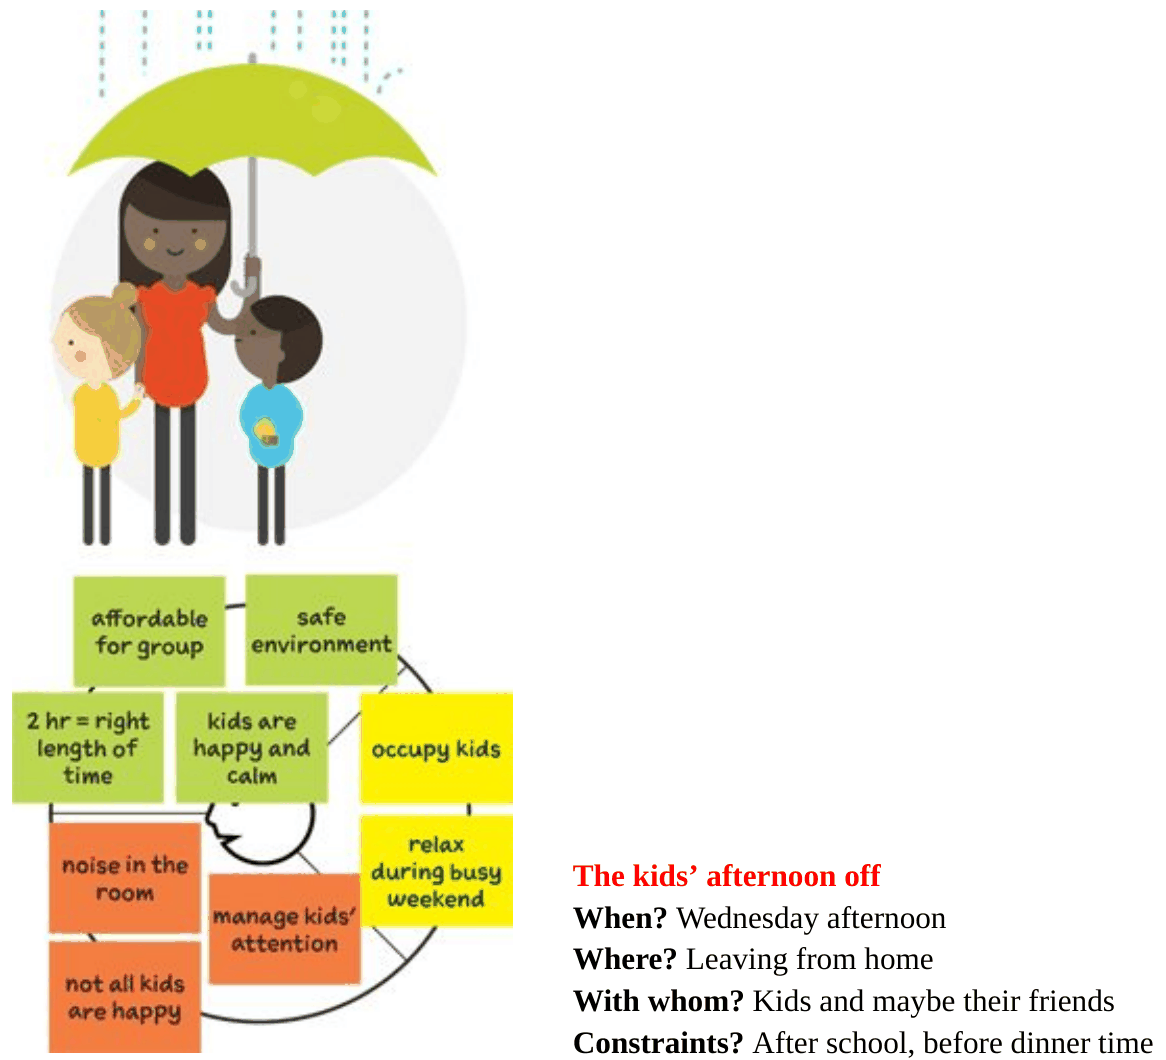 affordable
for group
safe
environment
2 hr = right
length of
time
kids are
happy and
calm
occupy kids
noise in the
room
manage kids'
attention
relax
during busy
weekend
not all kids
are happy
The kids’ afternoon off
When? Wednesday afternoon
Where? Leaving from home
With whom? Kids and maybe their friends
Constraints? After school, before dinner time